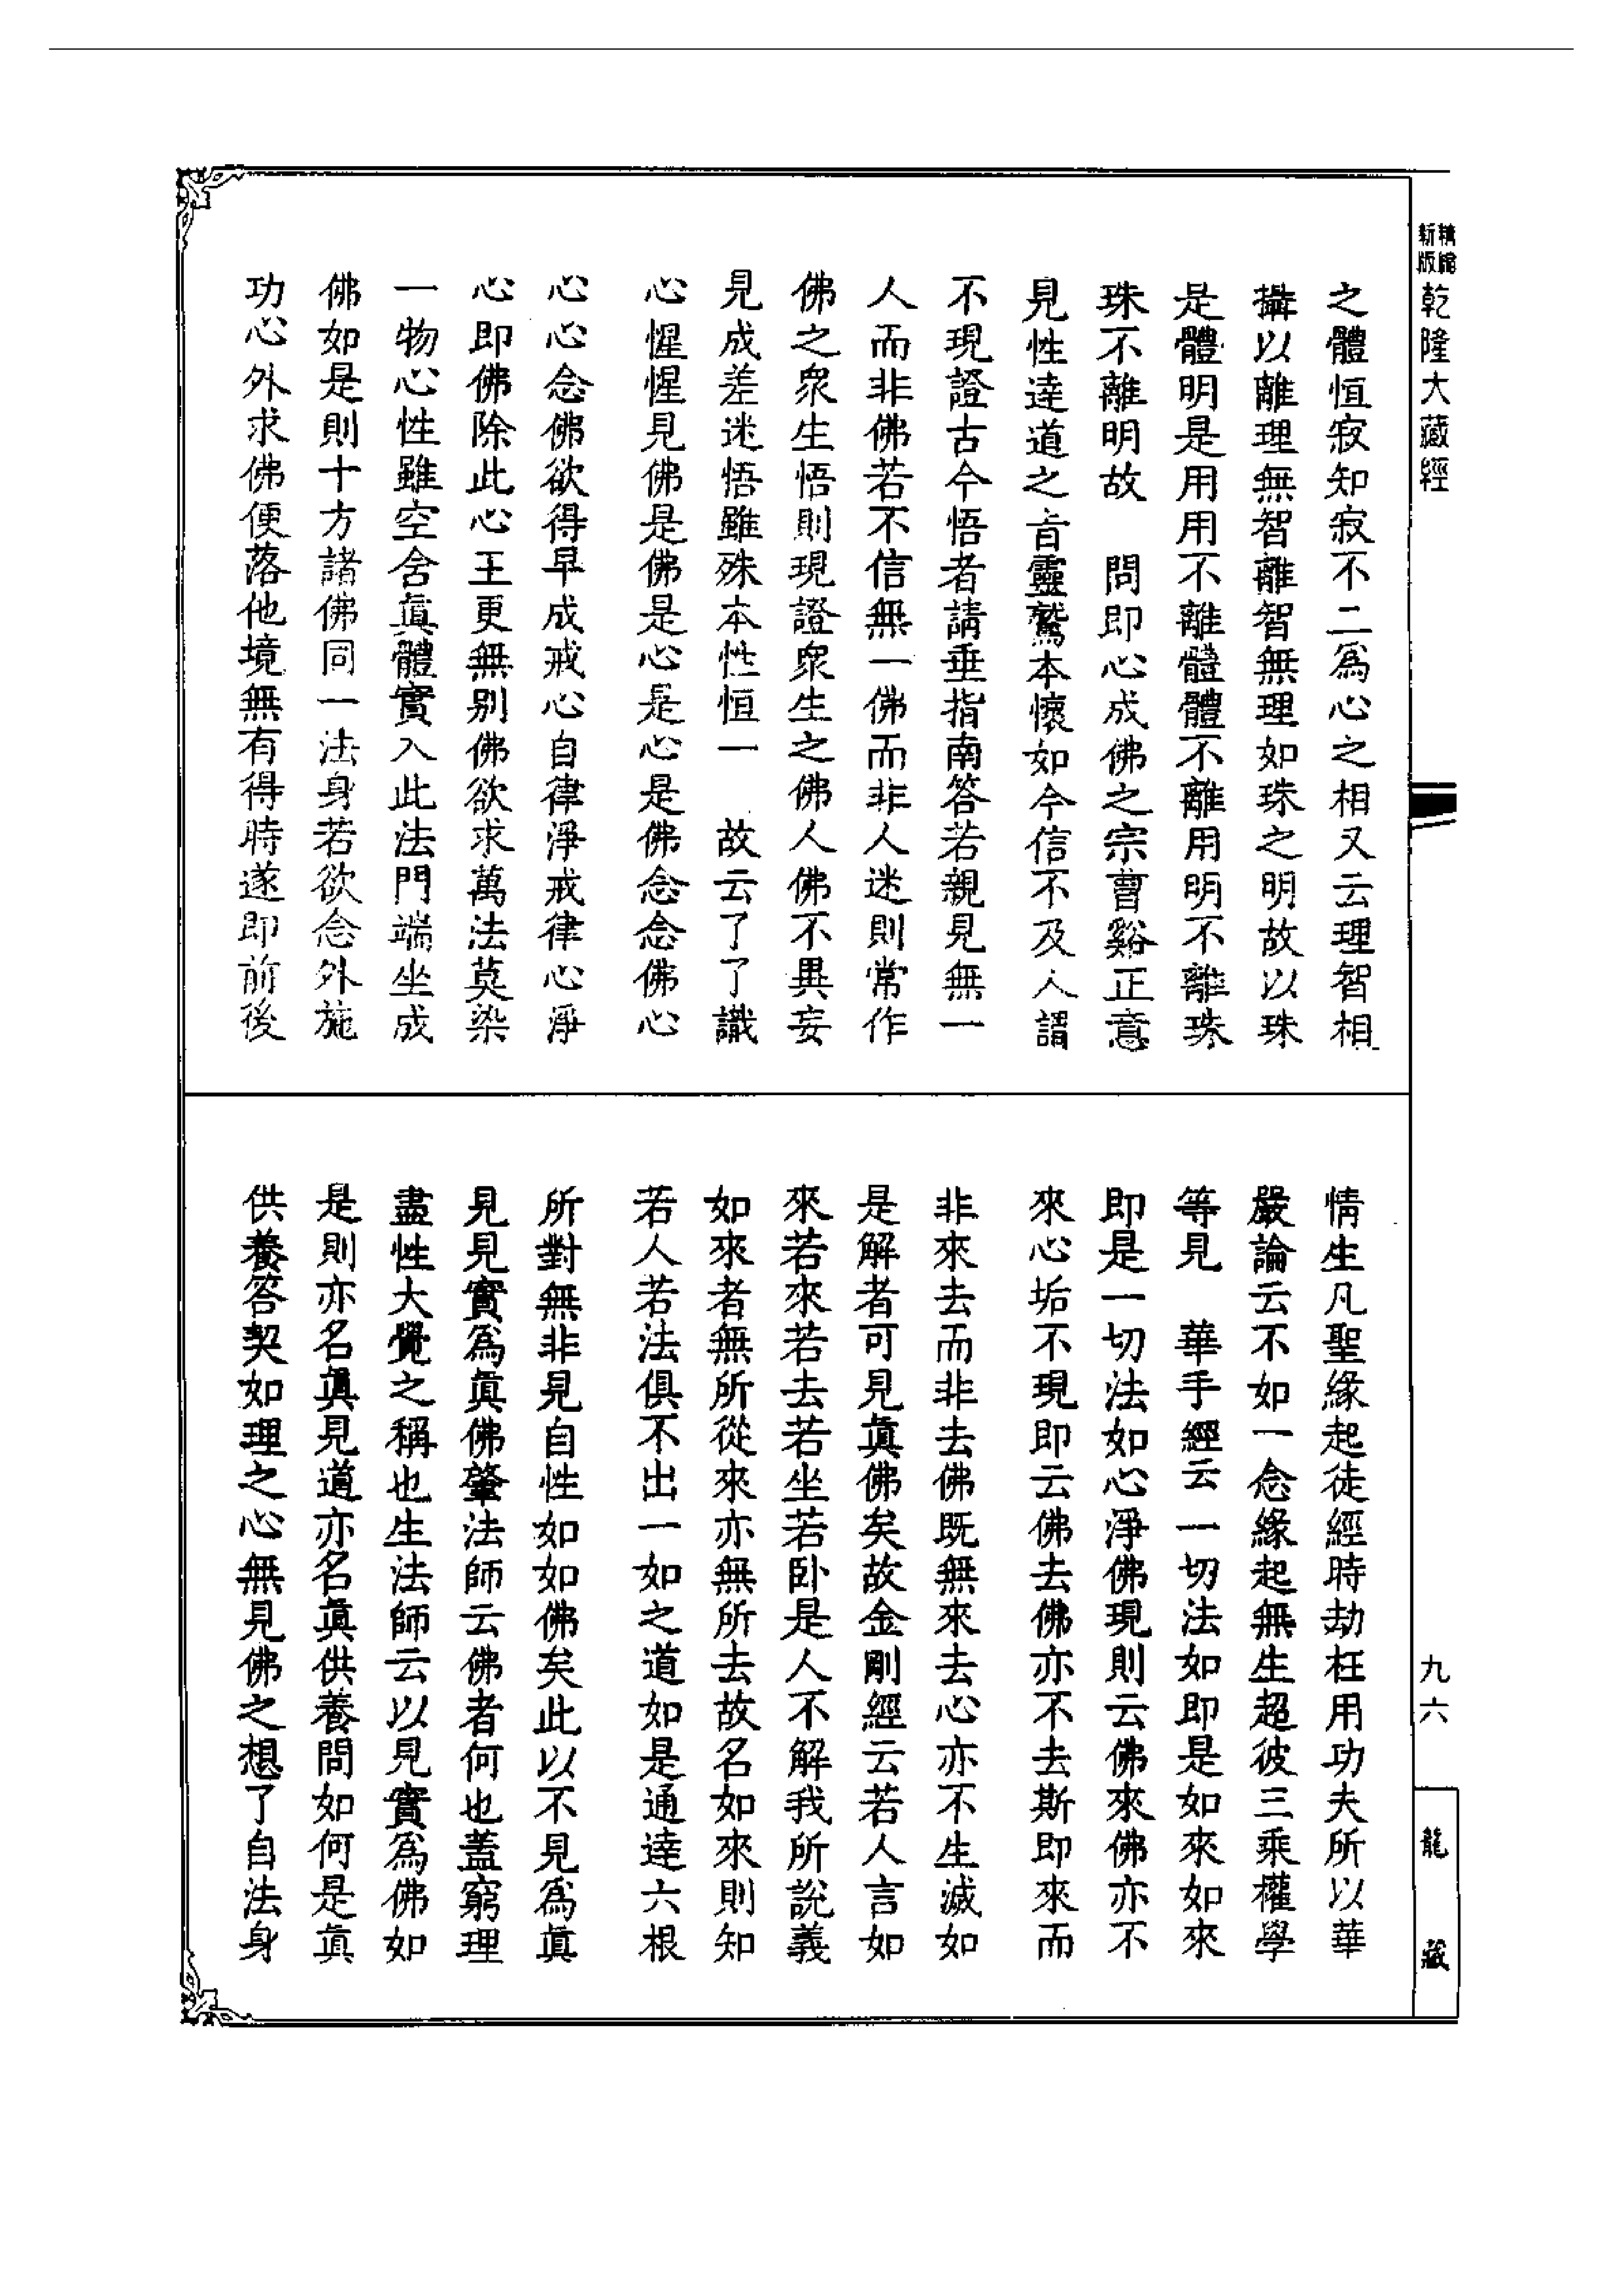 精縮
新版
乾隆大藏經
之體恒寂知寂不二爲心之相又云理智相
攝以離理無智離智無理如珠之明故以珠
是體明是用用不離體體不離用明不離珠
珠不離明故　問即心成佛之宗曹谿正意
見性達道之旨靈鷲本懷如今信不及人謂
不現證古今悟者請垂指南答若親見無一
人而非佛若不信無一佛而非人迷則常作
佛之衆生悟則現證衆生之佛人佛不異妄
見成差迷悟雖殊本性恒一　故云了了識
心惺惺見佛是佛是心是心是佛念念佛心
心心念佛欲得早成戒心自律淨戒律心淨
心即佛除此心王更無別佛欲求萬法莫染
一物心性雖空含眞體實入此法門端坐成
佛如是則十方諸佛同一法身若欲念外施
功心外求佛便落他境無有得時遂即前後
情生凡聖緣起徒經時劫枉用功夫所以華
嚴論云不如一念緣起無生超彼三乘權學
等見　華手經云一切法如即是如來如來
即是一切法如心淨佛現則云佛來佛亦不
來心垢不現即云佛去佛亦不去斯即來而
非來去而非去佛既無來去心亦不生滅如
是解者可見眞佛矣故金剛經云若人言如
來若來若去若坐若卧是人不解我所說義
如來者無所從來亦無所去故名如來則知
若人若法俱不出一如之道如是通達六根
所對無非見自性如如佛矣此以不見爲眞
見見實爲眞佛肇法師云佛者何也蓋窮理
盡性大覺之稱也生法師云以見實爲佛如
是則亦名眞見道亦名眞供養問如何是眞
供養答契如理之心無見佛之想了自法身
九六
龍藏